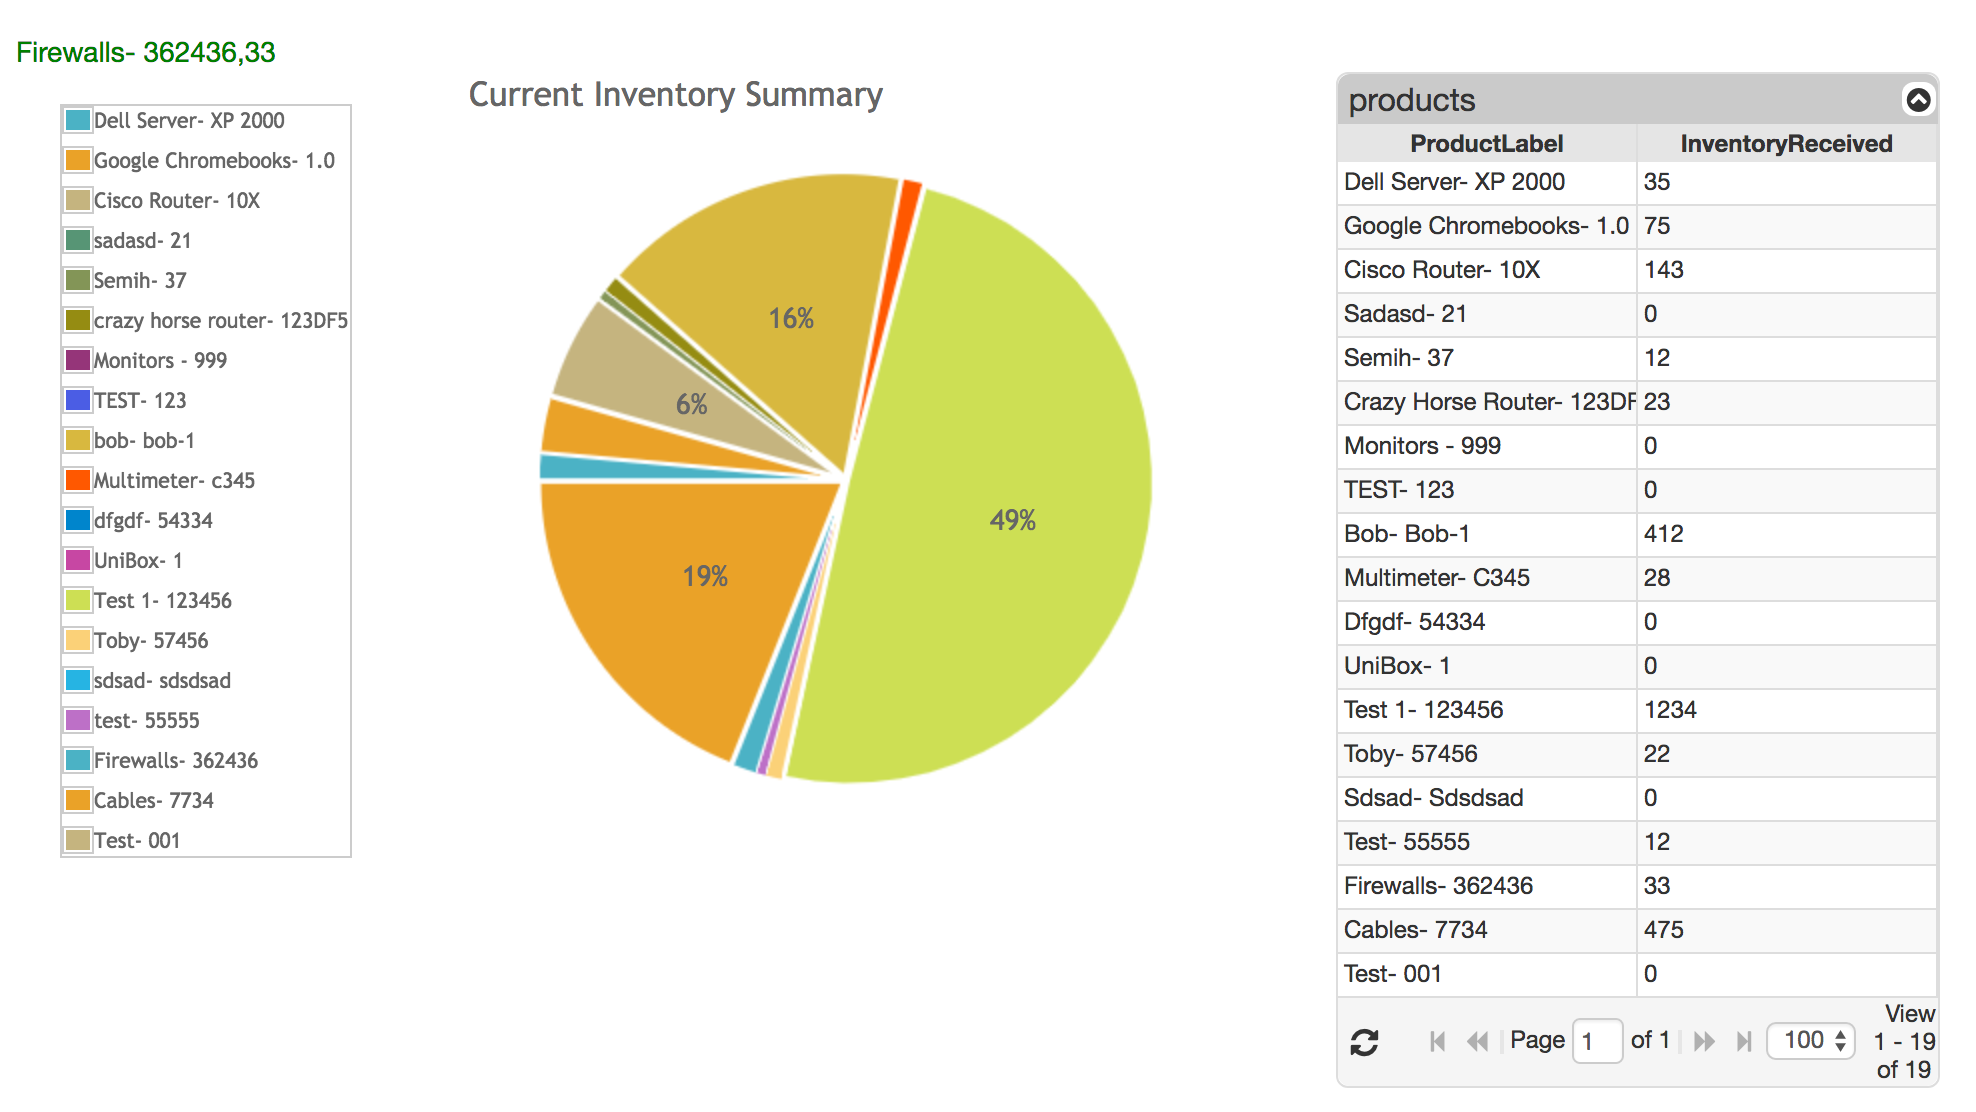 Firewalls- 362436,33
Dell Server- XP 2000
Google Chromebooks- 1.0
Cisco Router- 10X
sadasd- 21
Semih- 37
crazy horse router- 123DF5
Monitors - 999
TEST- 123
bob- bob-1
Multimeter- c345
dfgdf- 54334
UniBox- 1
Test 1- 123456
Toby- 57456
sdsad- sdsdsad
test- 55555
Firewalls- 362436
Cables- 7734
Test- 001
Current Inventory Summary
16%
6%
49%
19%
products
ProductLabel InventoryReceived
Dell Server- XP 2000 35
Google Chromebooks- 1.0 75
Cisco Router- 10X 143
Sadasd- 21 0
Semih- 37 12
Crazy Horse Router- 123DF 23
Monitors - 999 0
TEST- 123 0
Bob- Bob-1 412
Multimeter- C345 28
Dfgdf- 54334 0
UniBox- 1 0
Test 1- 123456 1234
Toby- 57456 22
Sdsad- Sdsdsad 0
Test- 55555 12
Firewalls- 362436 33
Cables- 7734 475
Test- 001 0
Page 1 of 1 100
View
1 - 19
of 19